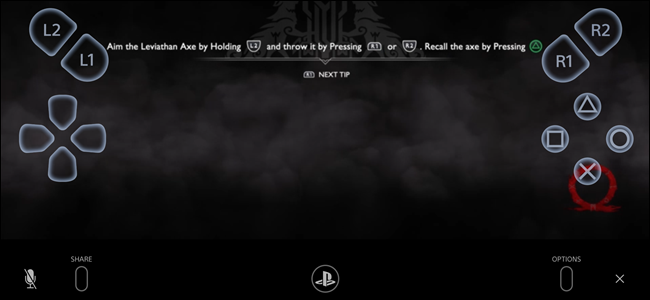 L2
R2
L1
R1
Aim the Leviathan Axe by Holding L2 and throw it by Pressing R1 or R2 . Recall the axe by Pressing
R1 NEXT TIP
SHARE
OPTIONS